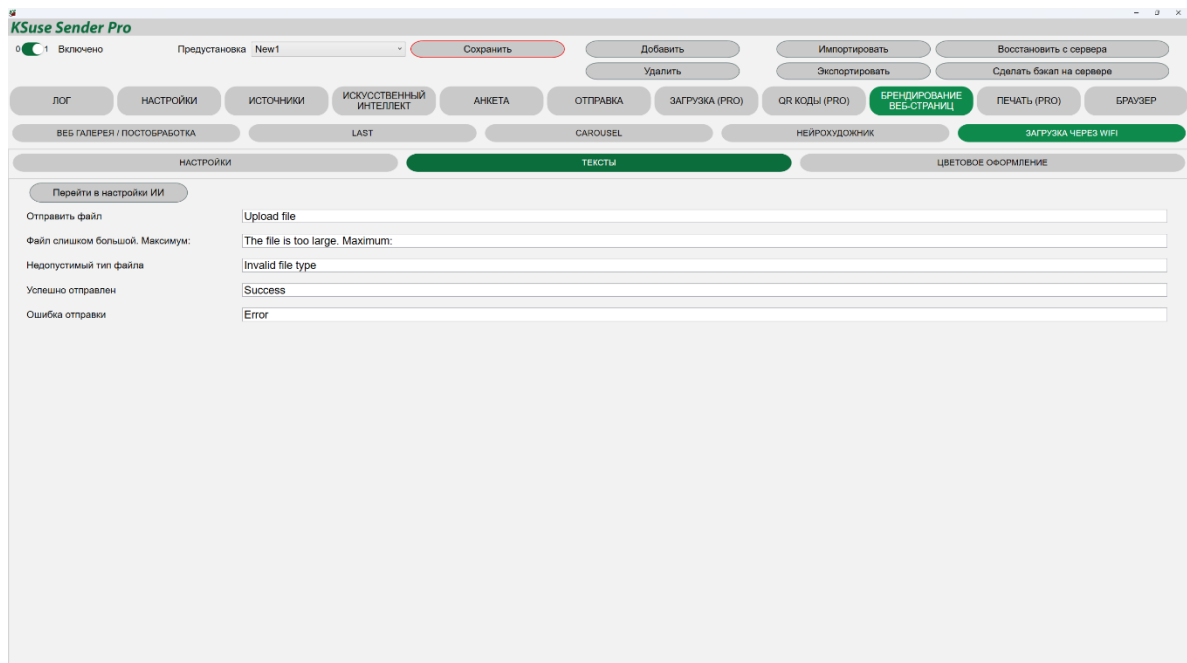 KSuse Sender Pro
0 1 Включено Предустановка New1 Сохранить Добавить Импортировать Восстановить с сервера
Удалить Экспортировать Сделать бэкап на сервере
ЛОГ НАСТРОЙКИ ИСТОЧНИКИ ИСКУССТВЕННЫЙ ИНТЕЛЛЕКТ АНКЕТА ОТПРАВКА ЗАГРУЗКА (PRO) QR КОДЫ (PRO) БРЕНДИРОВАНИЕ ВЕБ-СТРАНИЦ ПЕЧАТЬ (PRO) БРАУЗЕР
ВЕБ ГАЛЕРЕЯ / ПОСТОБРАБОТКА LAST CAROUSEL НЕЙРОХУДОЖНИК ЗАГРУЗКА ЧЕРЕЗ WIFI
НАСТРОЙКИ ТЕКСТЫ ЦВЕТОВОЕ ОФОРМЛЕНИЕ
Перейти в настройки ИИ
Отправить файл Upload file
Файл слишком большой. Максимум: The file is too large. Maximum:
Недопустимый тип файла Invalid file type
Успешно отправлен Success
Ошибка отправки Error